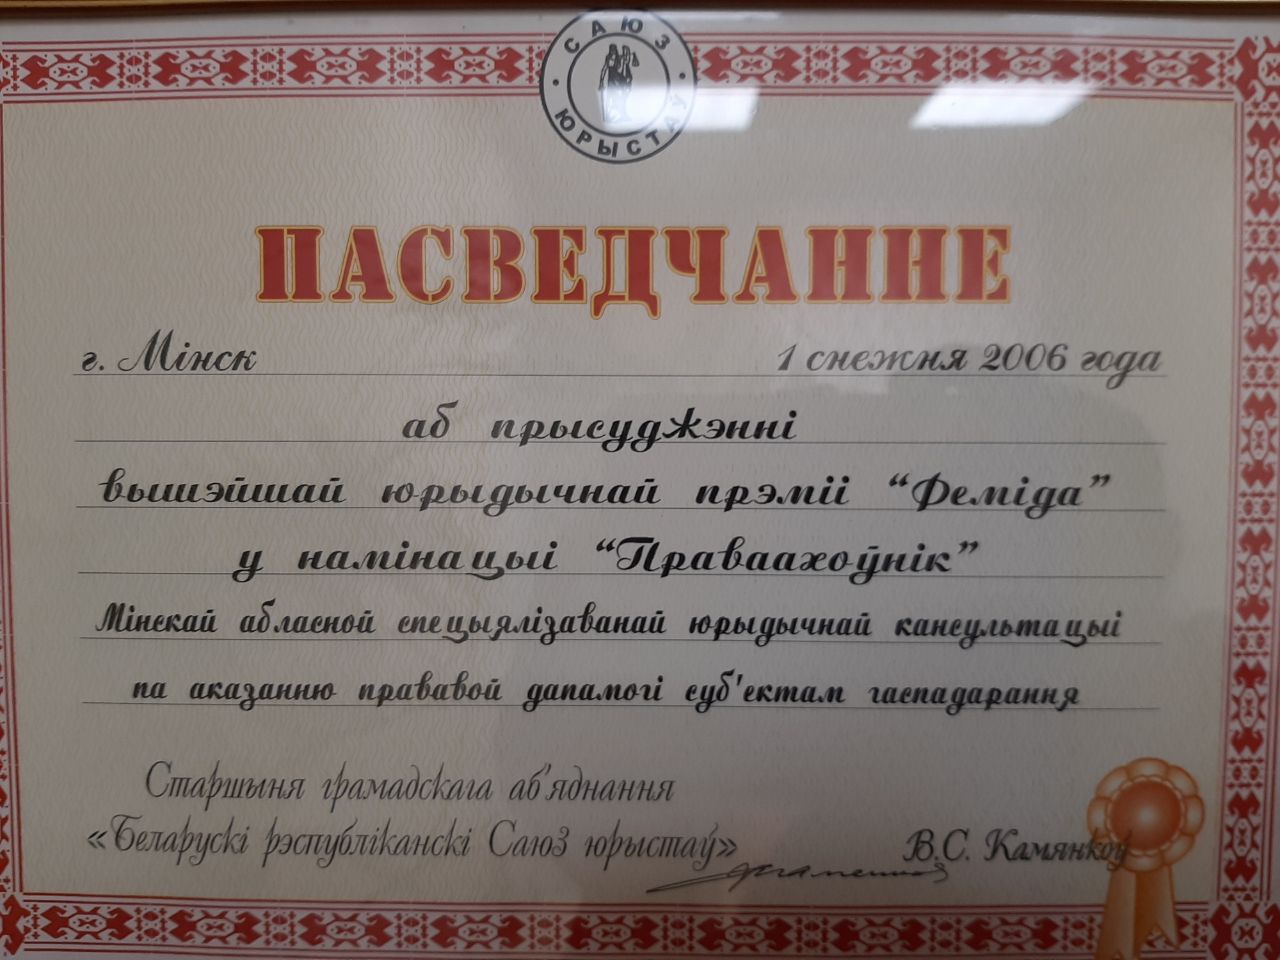 САЮЗ ЮРЫСТАЎ
ПАСВЕДЧАННЕ
г. Мінск 1 снежня 2006 года
аб прысуджэнні
вышэйшай юрыдычнай прэміі “Феміда”
у намінацыі “Праваахоўнік”
Мінскай абласной спецыялізаванай юрыдычнай кансультацыі
па аказанню прававой дапамогі суб'ектам гаспадарання
Старшыня грамадскага аб'яднання
«Беларускі рэспубліканскі Саюз юрыстаў» В.С. Камянкоў